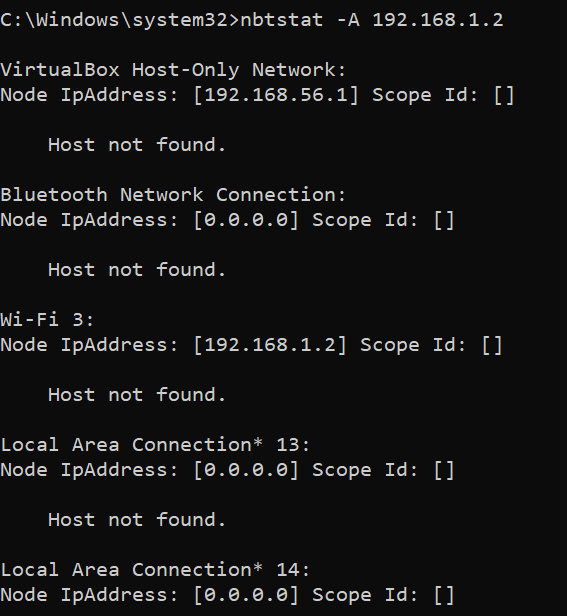 C:\Windows\system32>nbtstat -A 192.168.1.2
VirtualBox Host-Only Network:
Node IpAddress: [192.168.56.1] Scope Id: []
Host not found.
Bluetooth Network Connection:
Node IpAddress: [0.0.0.0] Scope Id: []
Host not found.
Wi-Fi 3:
Node IpAddress: [192.168.1.2] Scope Id: []
Host not found.
Local Area Connection* 13:
Node IpAddress: [0.0.0.0] Scope Id: []
Host not found.
Local Area Connection* 14:
Node IpAddress: [0.0.0.0] Scope Id: []